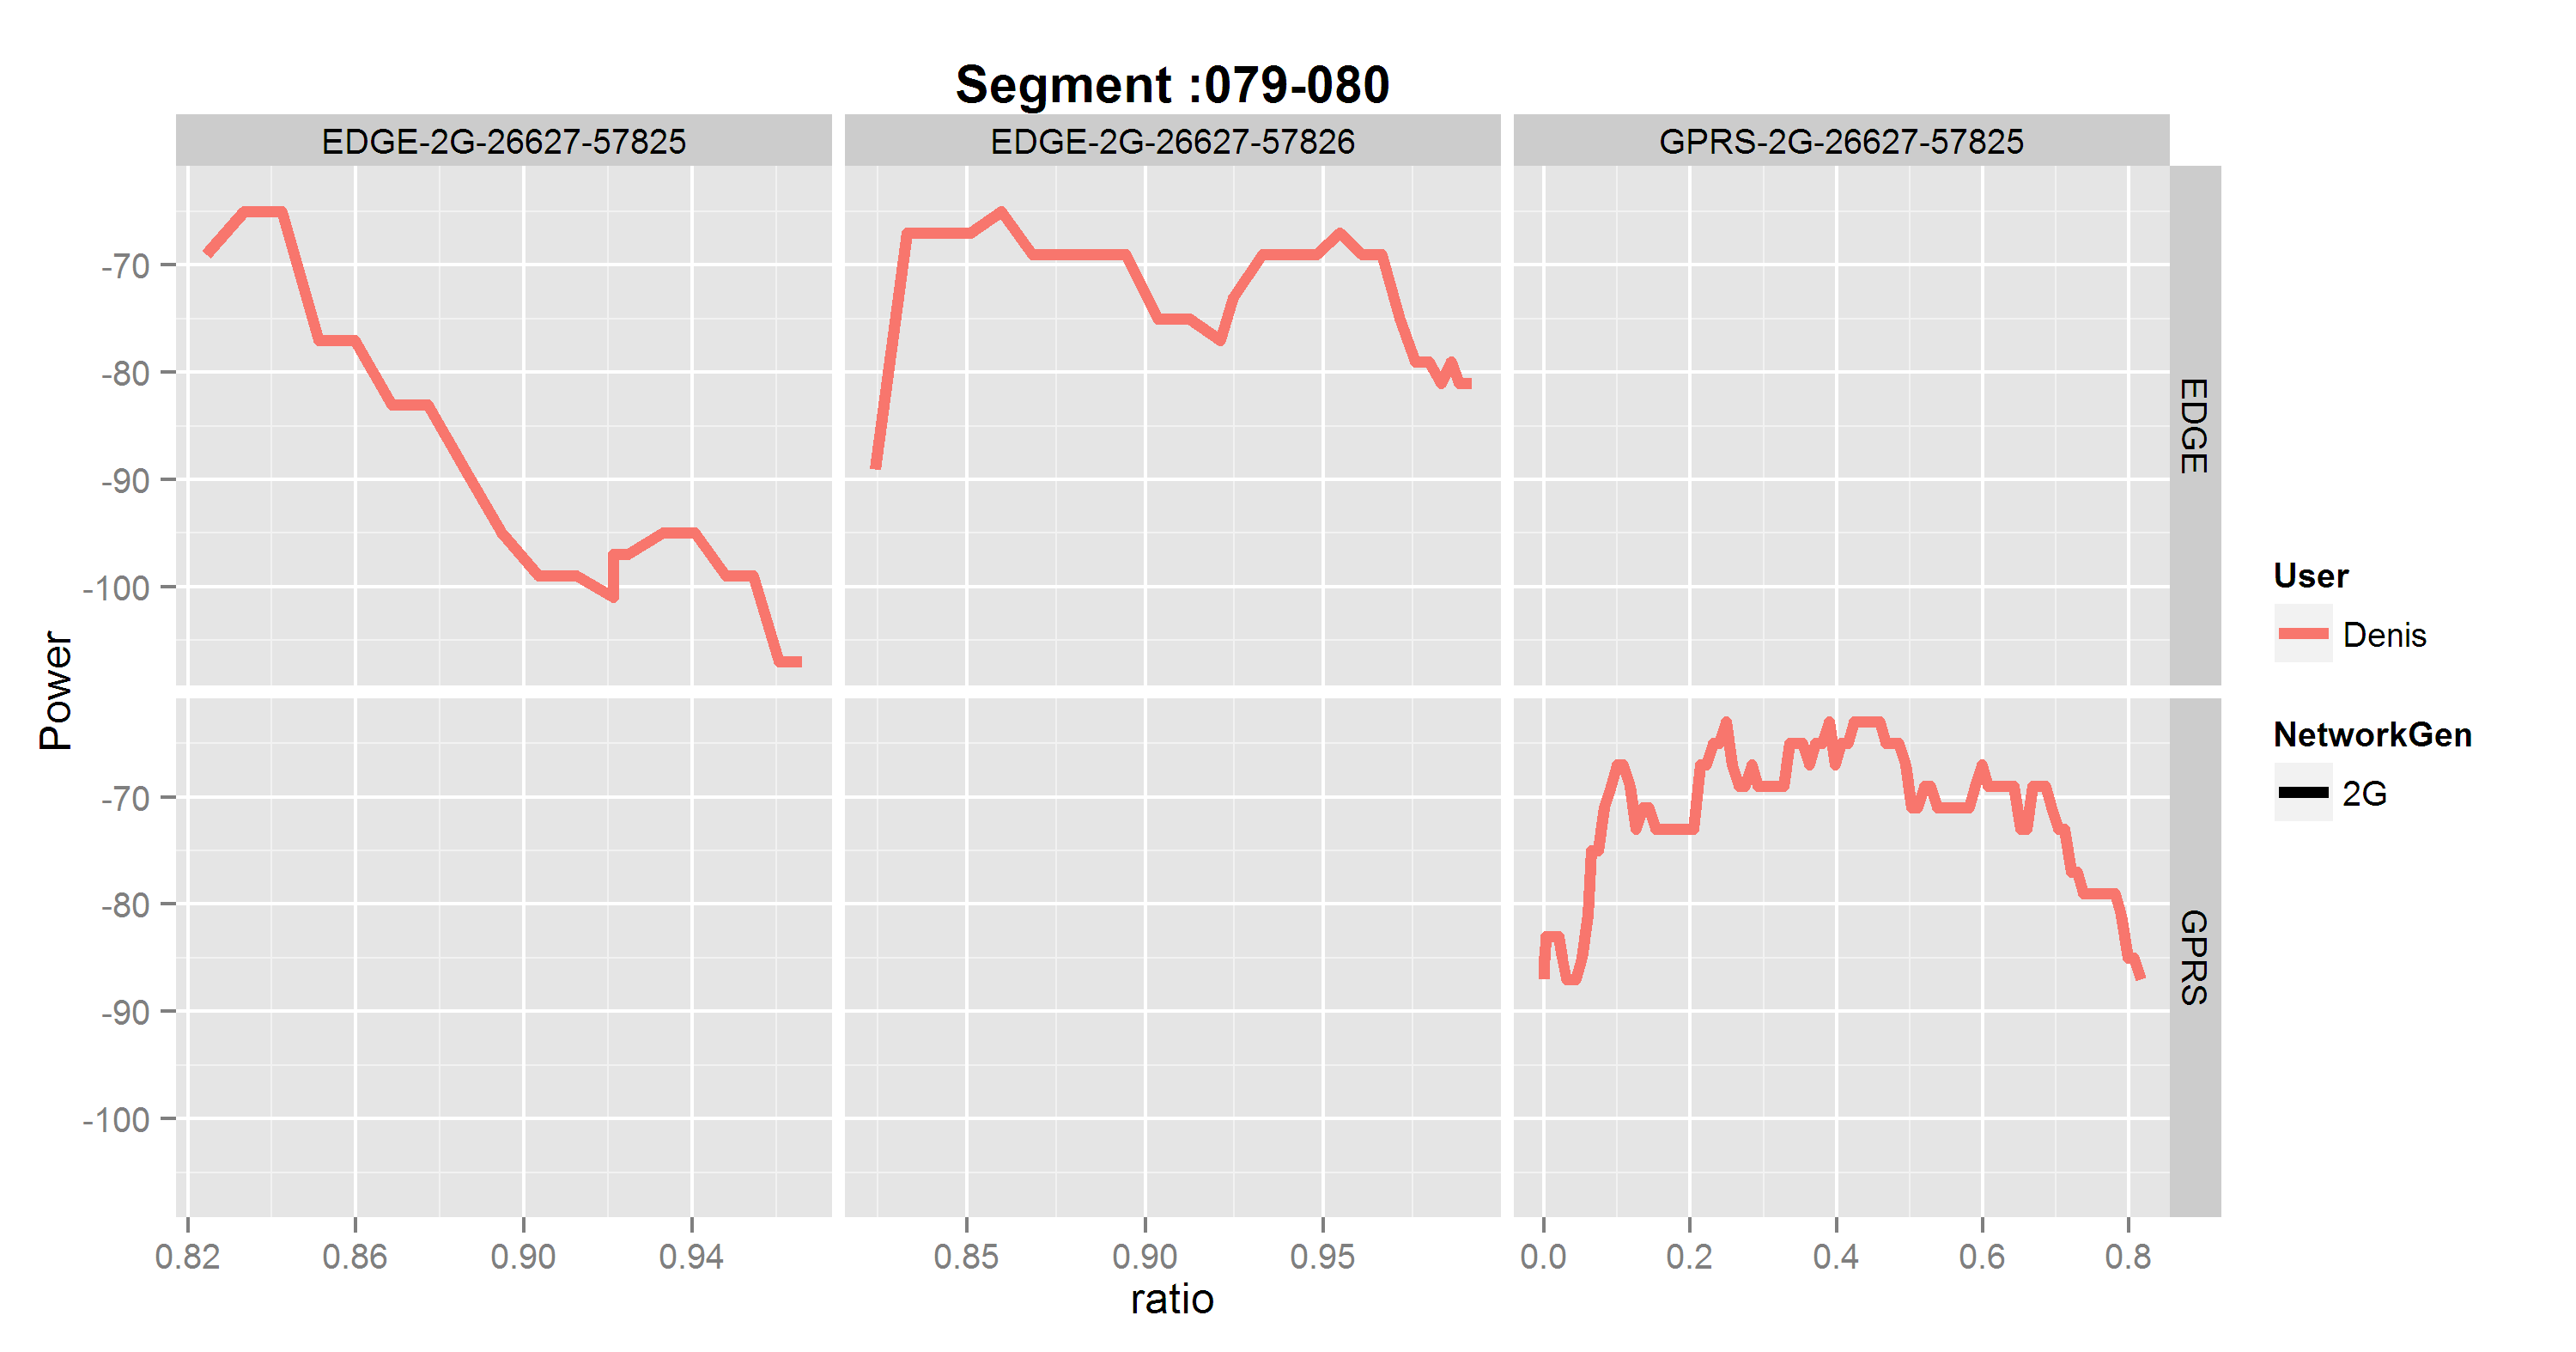 Segment :079-080
EDGE-2G-26627-57825
EDGE-2G-26627-57826
GPRS-2G-26627-57825
-70
-80
-90
-100
EDGE
-70
-80
-90
-100
GPRS
Power
0.82
0.86
0.90
0.94
0.85
0.90
0.95
0.0
0.2
0.4
0.6
0.8
ratio
User
Denis
NetworkGen
2G